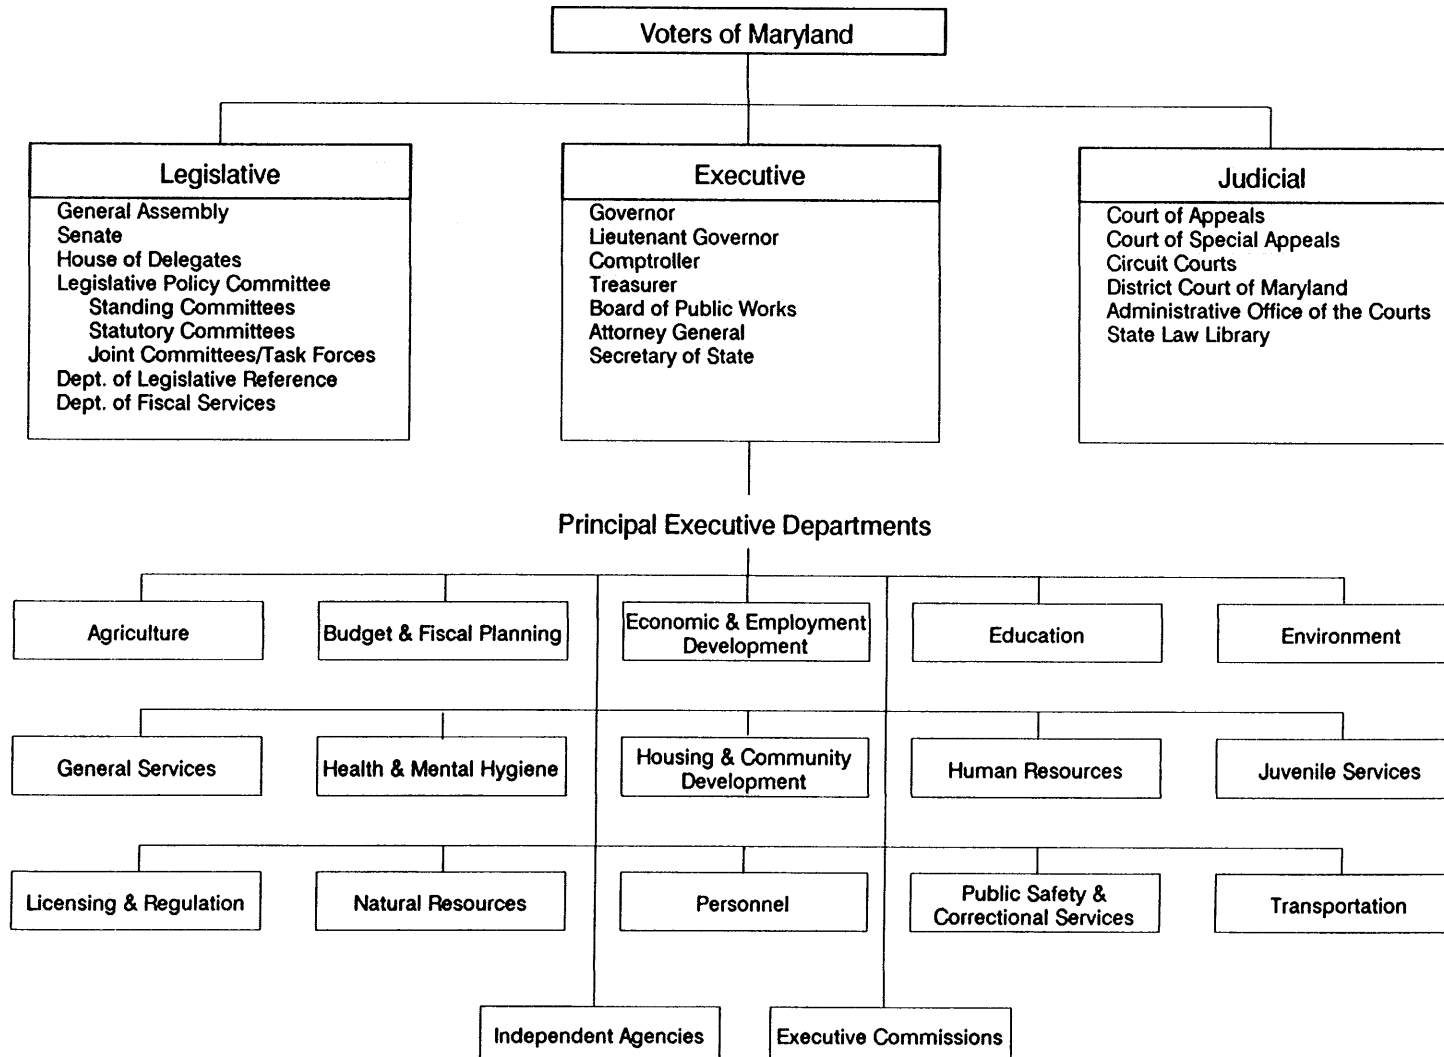 Voters of Maryland
Legislative
General Assembly
Senate
House of Delegates
Legislative Policy Committee
Standing Committees
Statutory Committees
Joint Committees/Task Forces
Dept. of Legislative Reference
Dept. of Fiscal Services
Executive
Governor
Lieutenant Governor
Comptroller
Treasurer
Board of Public Works
Attorney General
Secretary of State
Judicial
Court of Appeals
Court of Special Appeals
Circuit Courts
District Court of Maryland
Administrative Office of the Courts
State Law Library
Principal Executive Departments
Agriculture
Budget & Fiscal Planning
Economic & Employment
Development
Education
Environment
General Services
Health & Mental Hygiene
Housing & Community
Development
Human Resources
Juvenile Services
Licensing & Regulation
Natural Resources
Personnel
Public Safety &
Correctional Services
Transportation
Independent Agencies
Executive Commissions